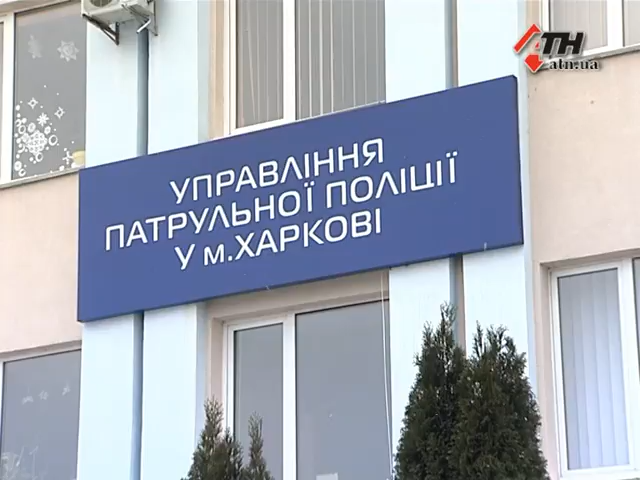 АТН
atn.ua
УПРАВЛІННЯ
ПАТРУЛЬНОЇ ПОЛІЦІЇ
У м.ХАРКОВІ